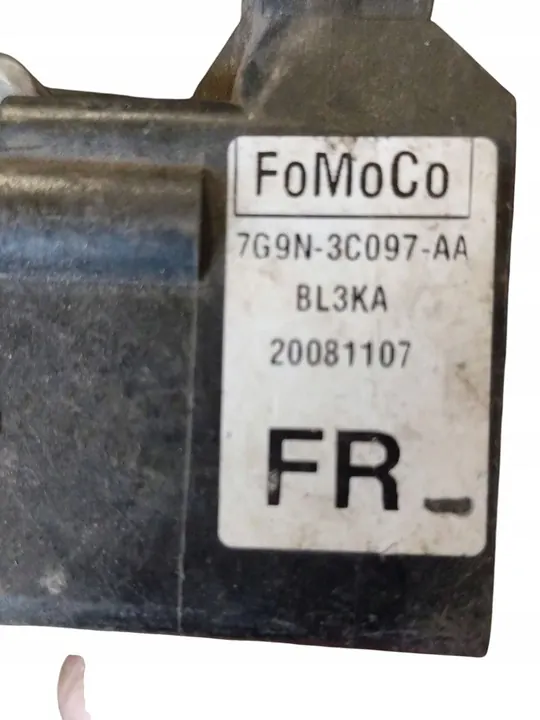 FoMoCo
7G9N-3C097-AA
BL3KA
20081107
FR